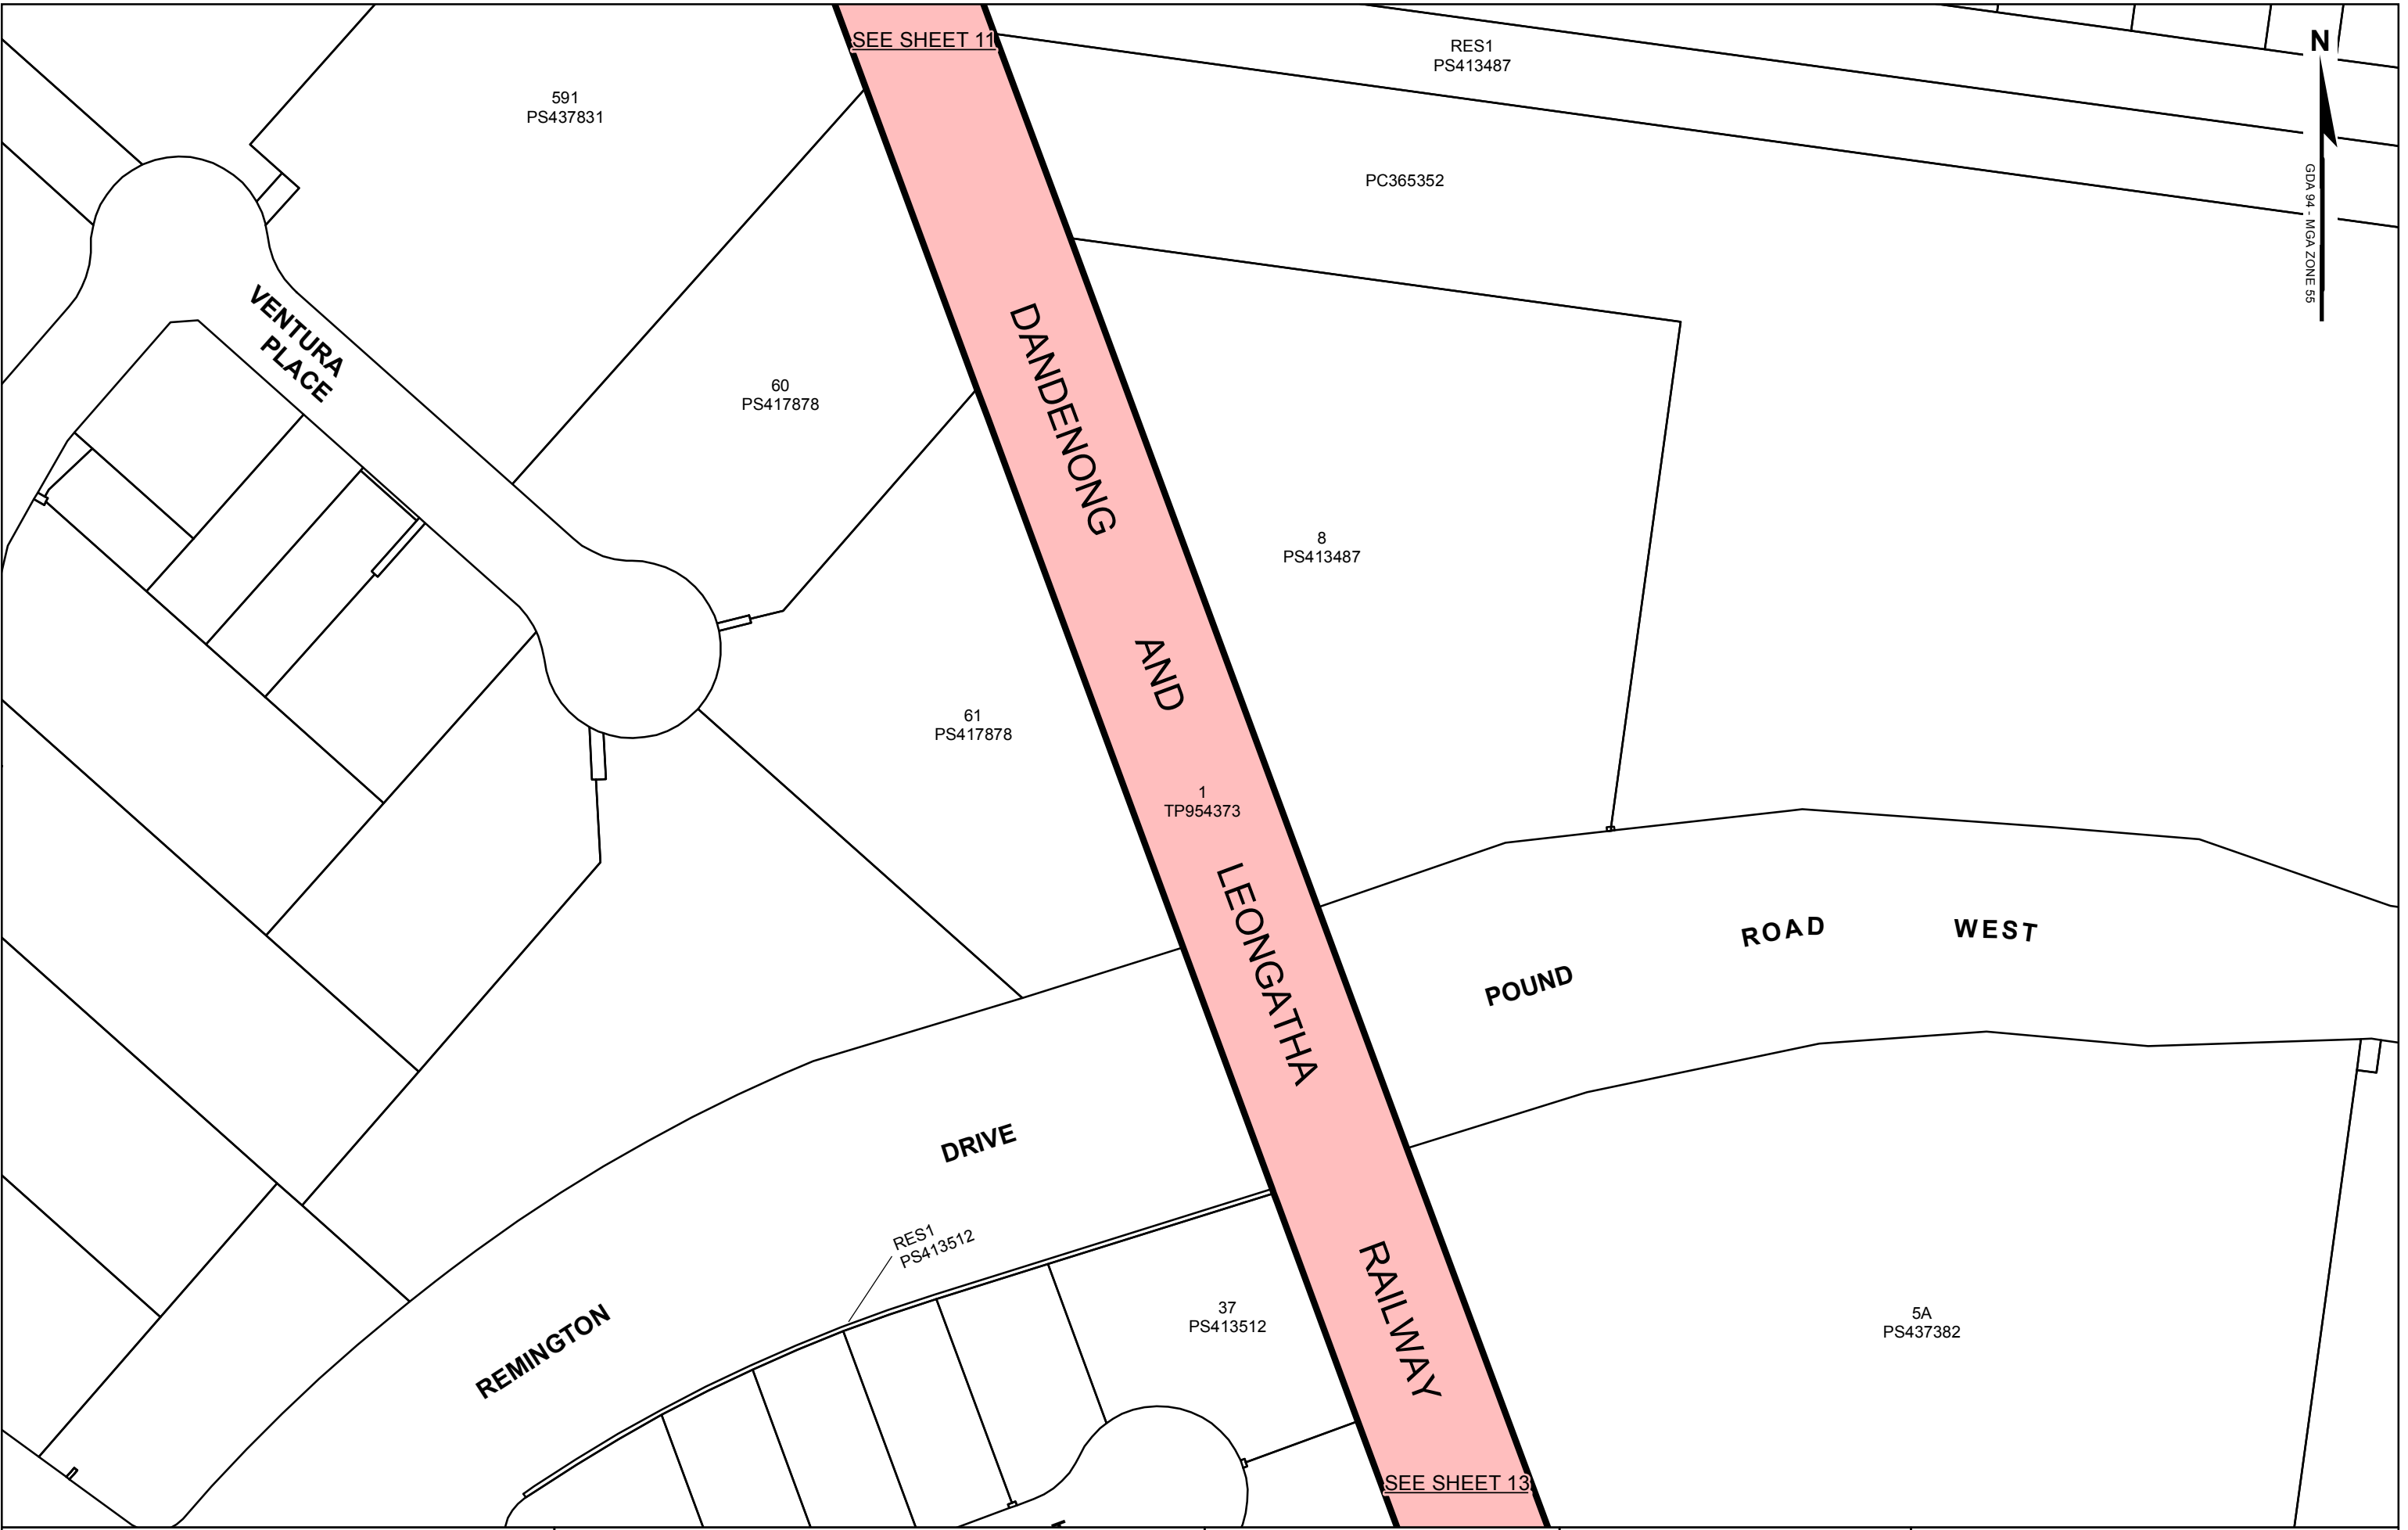 SEE SHEET 11
RES1
PS413487
N
GDA 94 - MGA ZONE 55
591
PS437831
PC365352
VENTURA
PLACE
60
PS417878
8
PS413487
61
PS417878
1
TP954373
DANDENONG AND LEONGATHA RAILWAY
POUND ROAD WEST
REMINGTON DRIVE
RES1
PS413512
37
PS413512
5A
PS437382
SEE SHEET 13